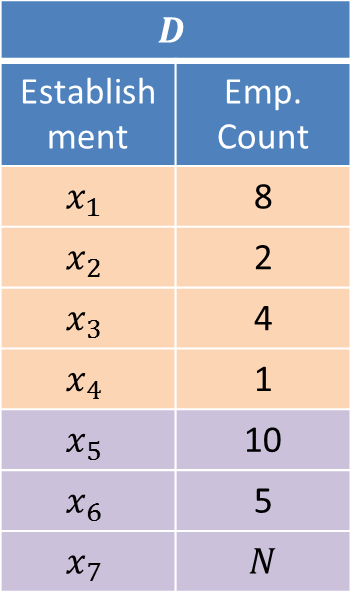 D
Establish Emp.
ment Count
x₁ 8
x₂ 2
x₃ 4
x₄ 1
x₅ 10
x₆ 5
x₇ N